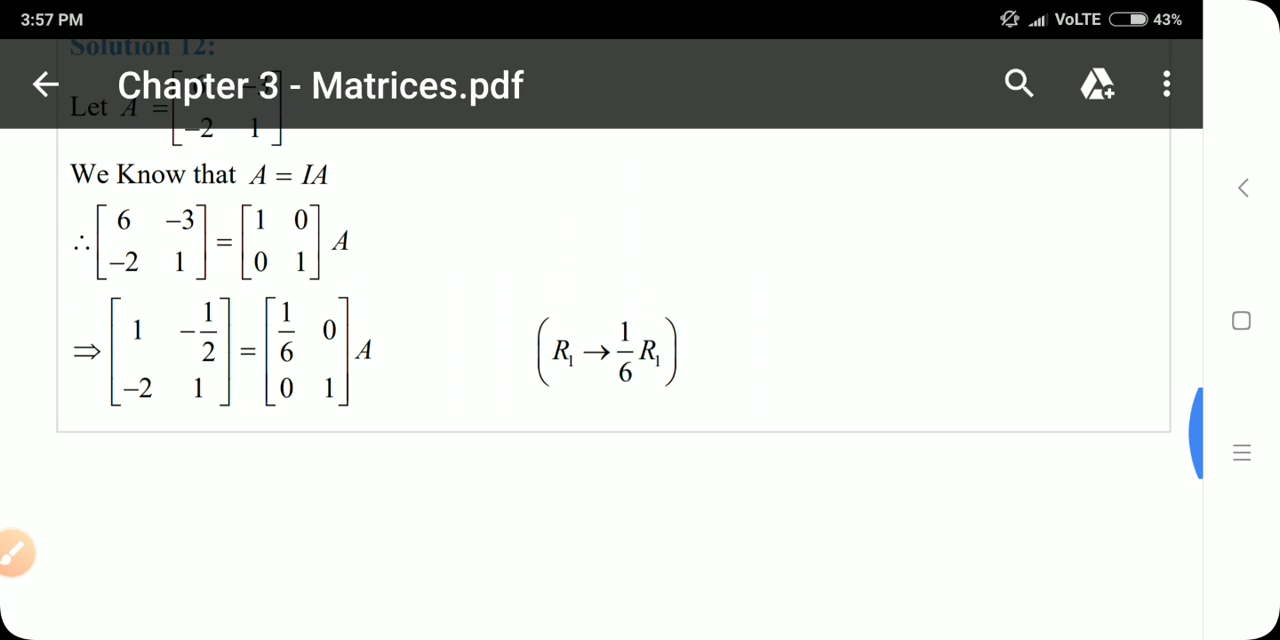 3:57 PM VoLTE 43%
Solution 12:
Chapter 3 - Matrices.pdf
Let A = [ −2 1 ]
We Know that A = IA
∴ [ 6 −3 ; −2 1 ] = [ 1 0 ; 0 1 ] A
⇒ [ 1 −1/2 ; −2 1 ] = [ 1/6 0 ; 0 1 ] A ( R₁ → 1/6 R₁ )